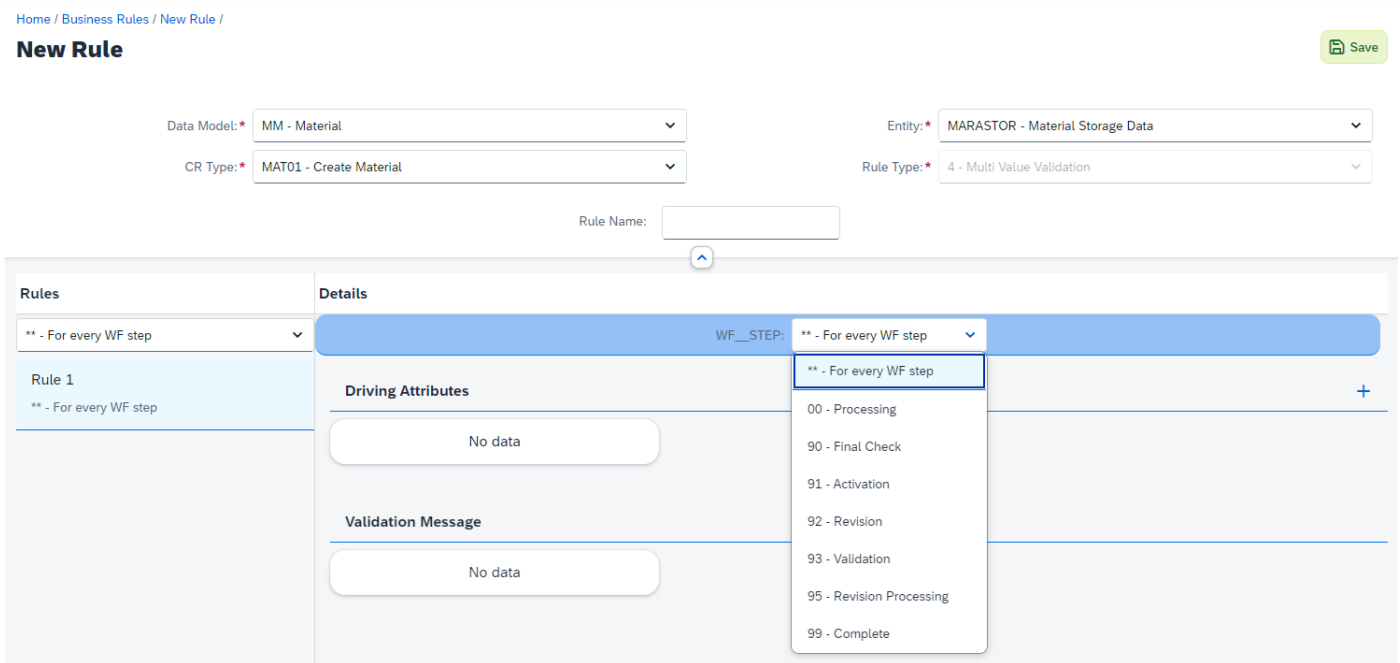 Home / Business Rules / New Rule /
New Rule
Save
Data Model:* MM - Material
Entity:* MARASTOR - Material Storage Data
CR Type:* MAT01 - Create Material
Rule Type:* 4 - Multi Value Validation
Rule Name:
Rules
Details
** - For every WF step
WF__STEP: ** - For every WF step
Rule 1
** - For every WF step
Driving Attributes
No data
Validation Message
No data
** - For every WF step
00 - Processing
90 - Final Check
91 - Activation
92 - Revision
93 - Validation
95 - Revision Processing
99 - Complete